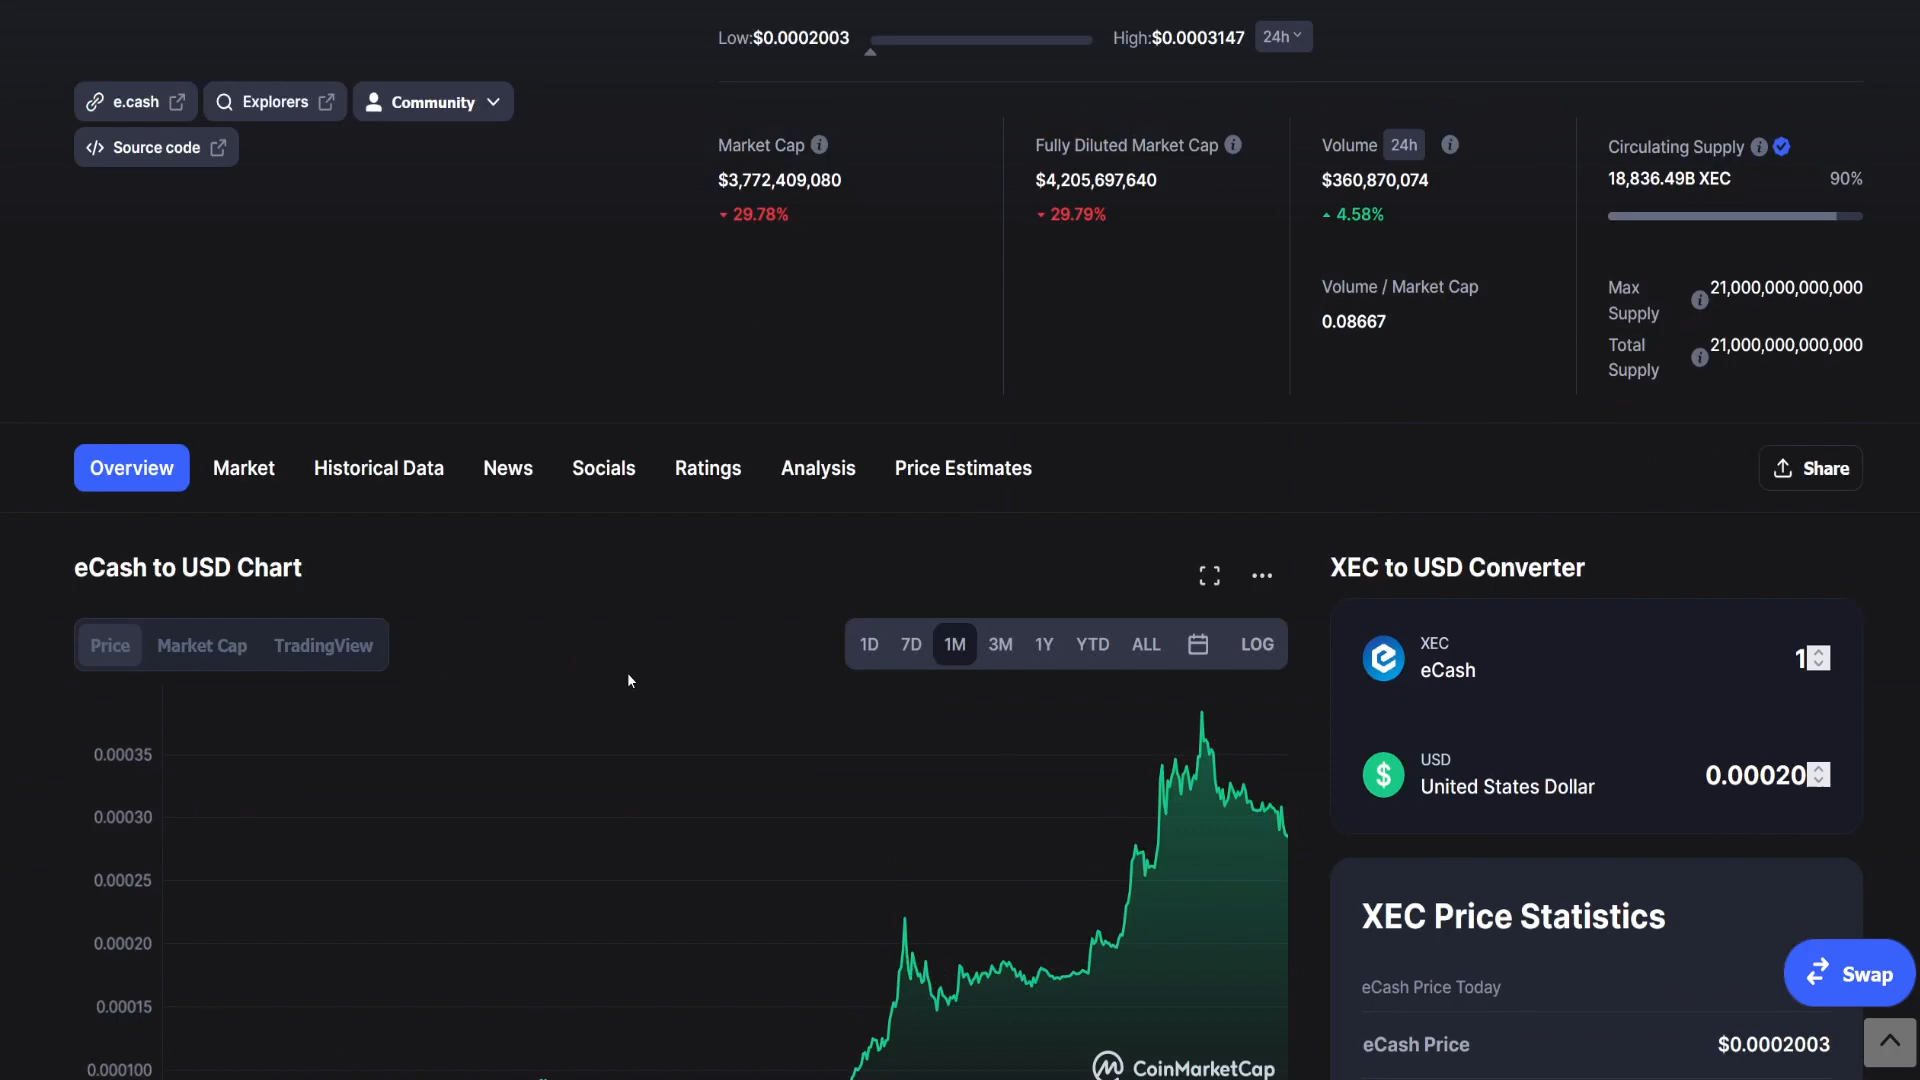 Low:$0.0002003
High:$0.0003147
24h
e.cash
Explorers
Community
Source code
Market Cap
$3,772,409,080
29.78%
Fully Diluted Market Cap
$4,205,697,640
29.79%
Volume 24h
$360,870,074
4.58%
Volume / Market Cap
0.08667
Circulating Supply
18,836.49B XEC
90%
Max Supply
21,000,000,000,000
Total Supply
21,000,000,000,000
Overview
Market
Historical Data
News
Socials
Ratings
Analysis
Price Estimates
Share
eCash to USD Chart
Price
Market Cap
TradingView
1D
7D
1M
3M
1Y
YTD
ALL
LOG
0.00035
0.00030
0.00025
0.00020
0.00015
0.000100
CoinMarketCap
XEC to USD Converter
XEC
eCash
1
USD
United States Dollar
0.00020
XEC Price Statistics
eCash Price Today
eCash Price
$0.0002003
Swap